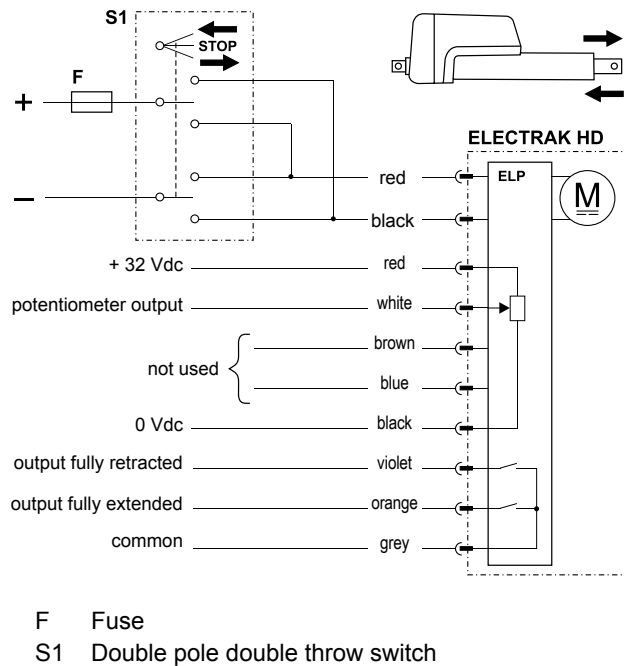 S1
STOP
F
+
–
ELECTRAK HD
ELP
M
red
black
+ 32 Vdc red
potentiometer output white
brown
not used
blue
0 Vdc black
output fully retracted violet
output fully extended orange
common grey
F Fuse
S1 Double pole double throw switch